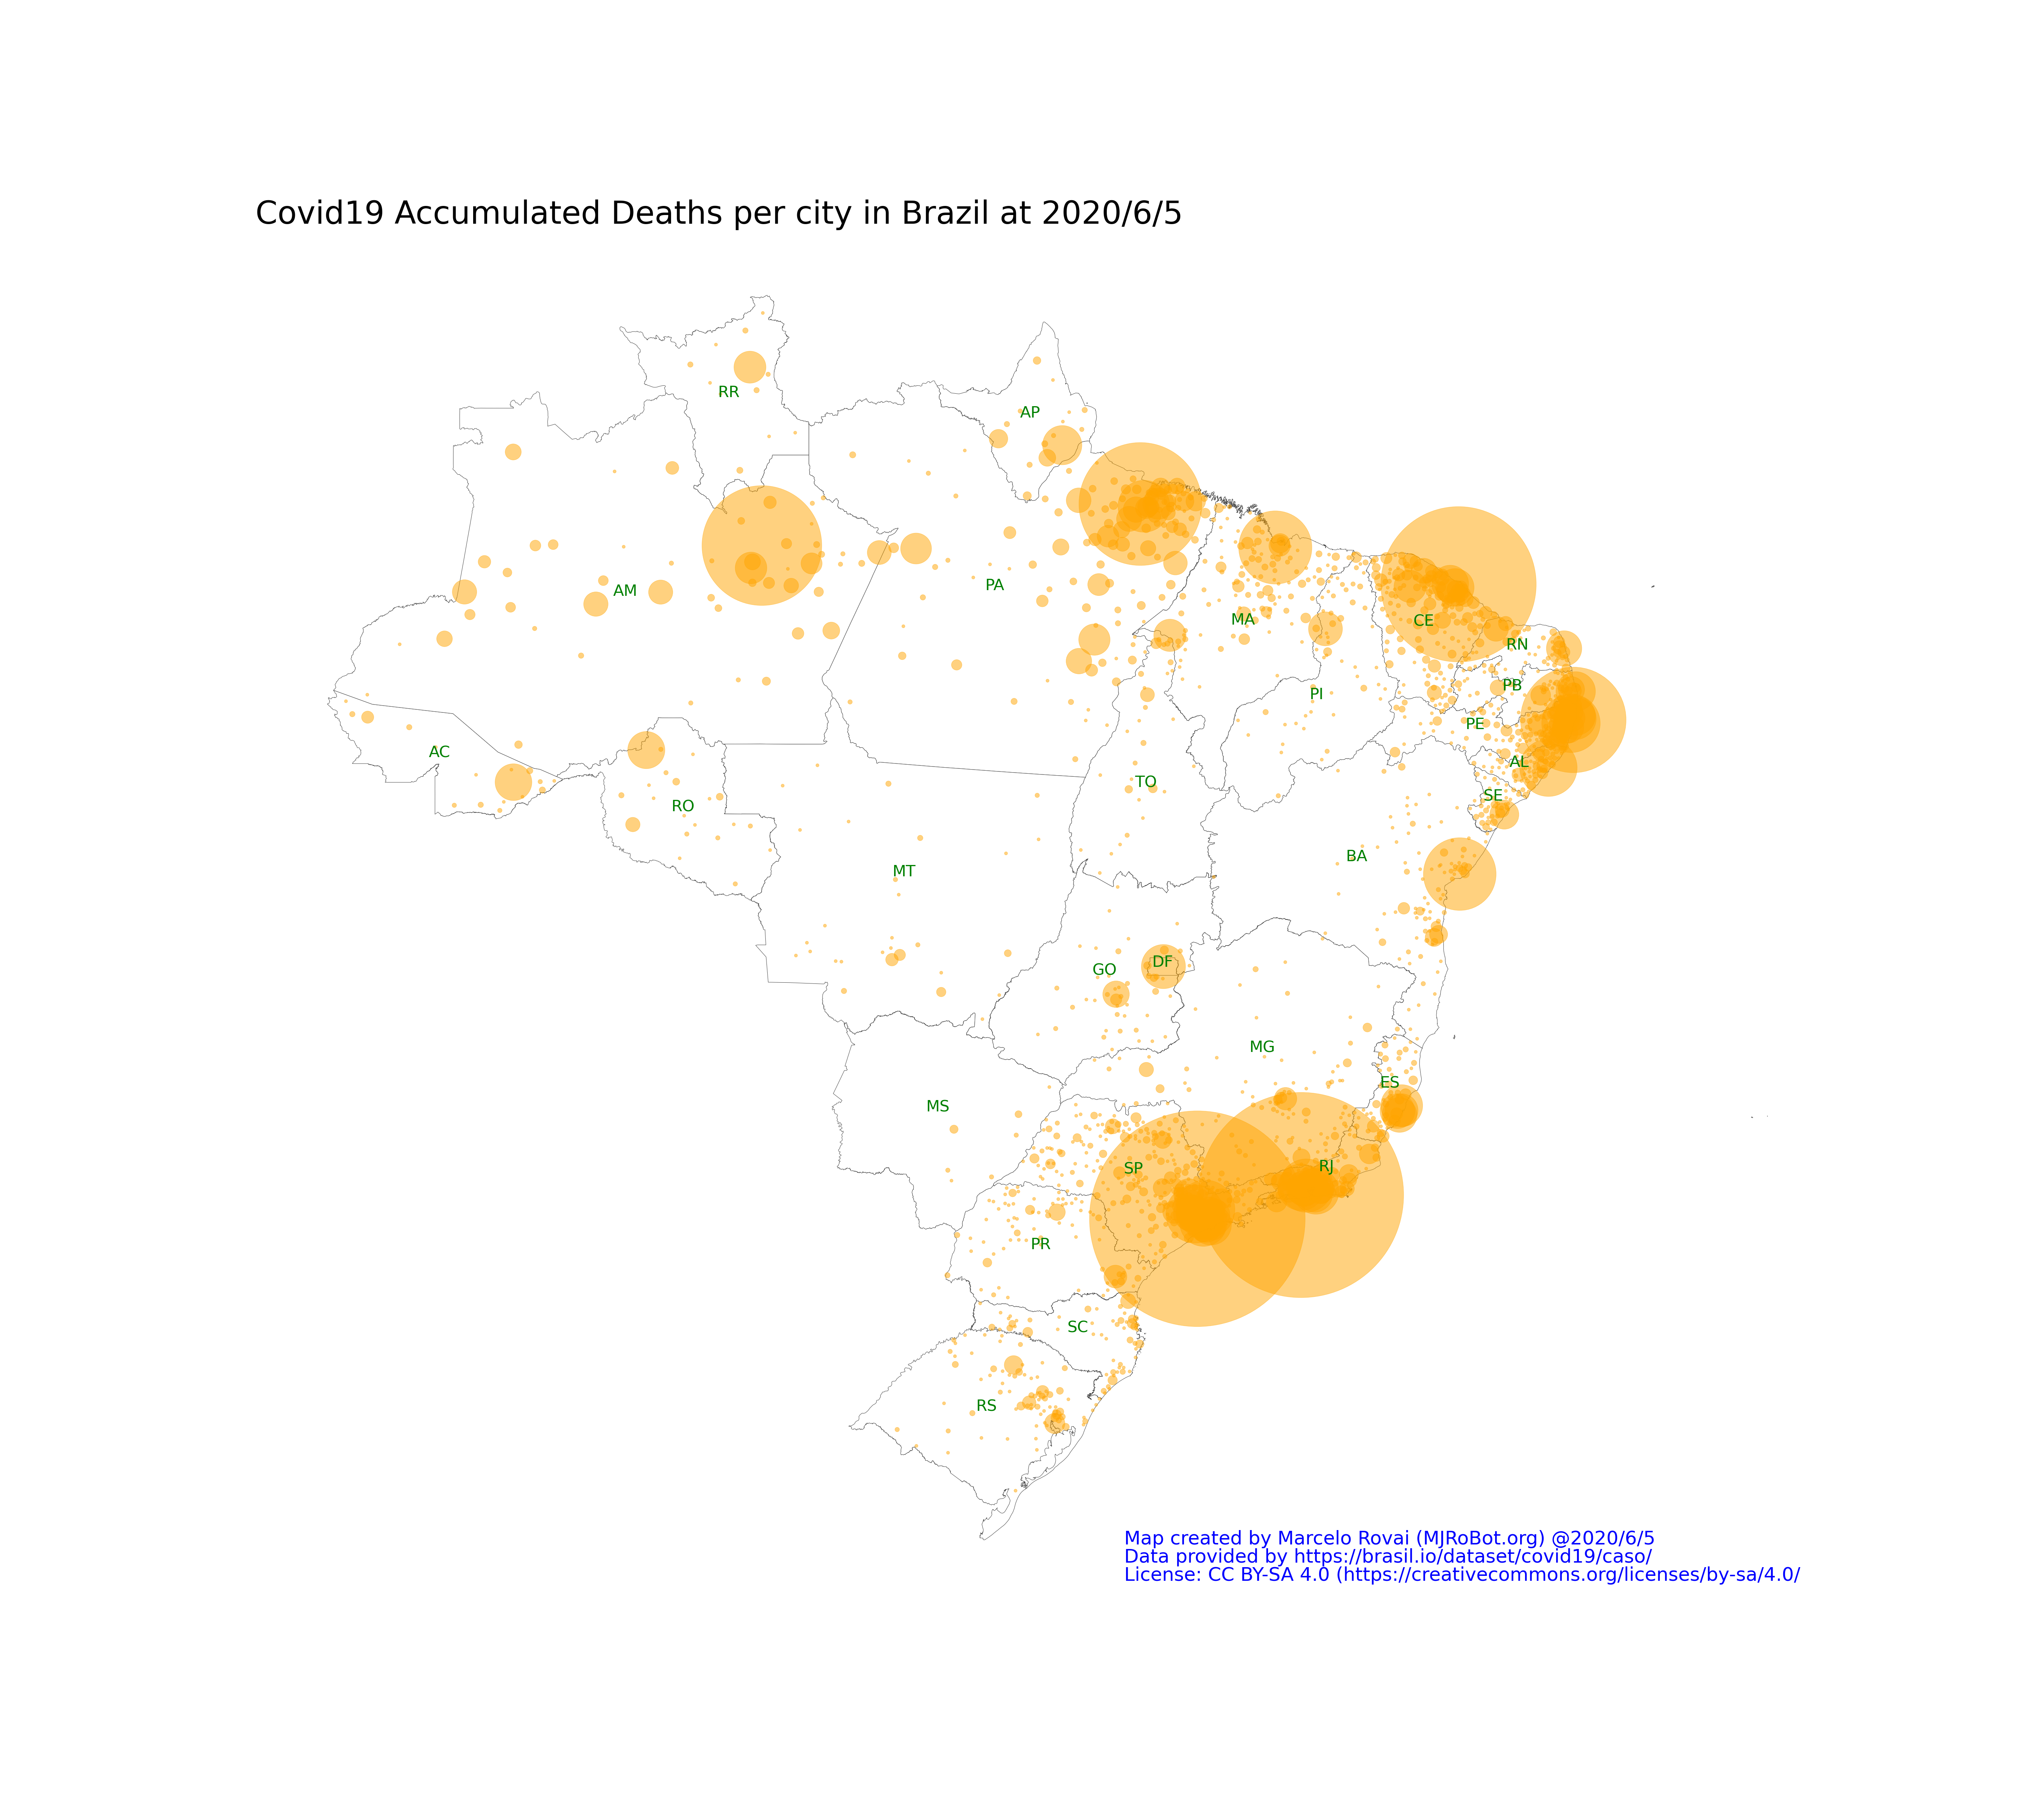 Covid19 Accumulated Deaths per city in Brazil at 2020/6/5
RR
AP
AM
PA
MA
CE
RN
PB
PI
PE
AC
AL
TO
SE
RO
BA
MT
DF
GO
MG
ES
MS
RJ
SP
PR
SC
RS
Map created by Marcelo Rovai (MJRoBot.org) @2020/6/5
Data provided by https://brasil.io/dataset/covid19/caso/
License: CC BY-SA 4.0 (https://creativecommons.org/licenses/by-sa/4.0/